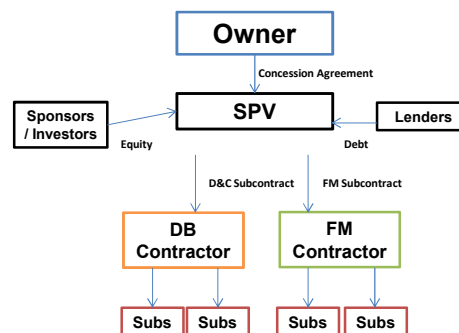 Owner
Concession Agreement
Sponsors
/ Investors
SPV
Lenders
Equity
Debt
D&C Subcontract
FM Subcontract
DB
Contractor
FM
Contractor
Subs
Subs
Subs
Subs